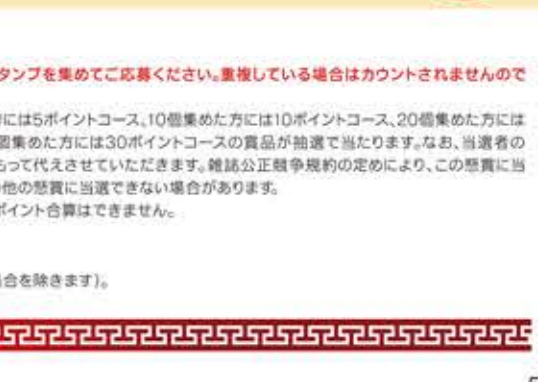 タンプを集めてご応募ください。重複している場合はカウントされませんので
には5ポイントコース、10個集めた方には10ポイントコース、20個集めた方には
個集めた方には30ポイントコースの賞品が抽選で当たります。なお、当選者の
もって代えさせていただきます。雑誌公正競争規約の定めにより、この懸賞に当
他の懸賞に当選できない場合があります。
ポイント合算はできません。
合を除きます)。